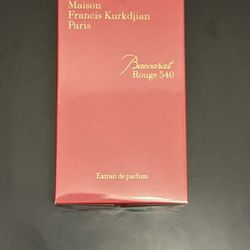 Maison
Francis Kurkdjian
Paris
Baccarat
Rouge 540
Extrait de parfum